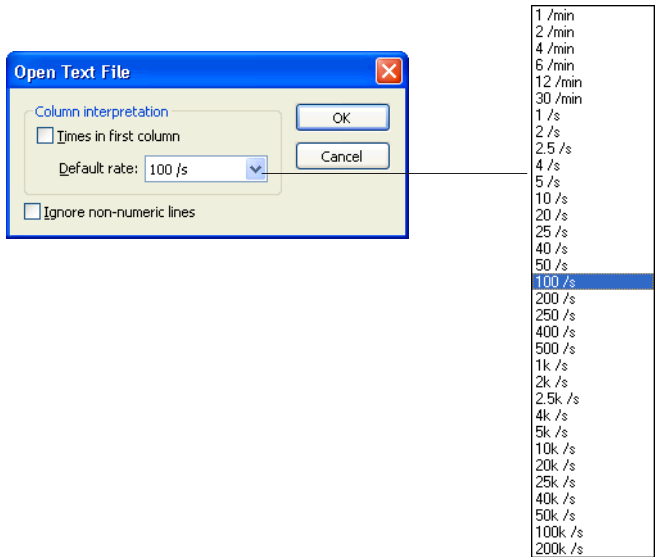 Open Text File
Column interpretation
Times in first column
Default rate: 100 /s
Ignore non-numeric lines
OK
Cancel
1 /min
2 /min
4 /min
6 /min
12 /min
30 /min
1 /s
2 /s
2.5 /s
4 /s
5 /s
10 /s
20 /s
25 /s
40 /s
50 /s
100 /s
200 /s
250 /s
400 /s
500 /s
1k /s
2k /s
2.5k /s
4k /s
5k /s
10k /s
20k /s
25k /s
40k /s
50k /s
100k /s
200k /s